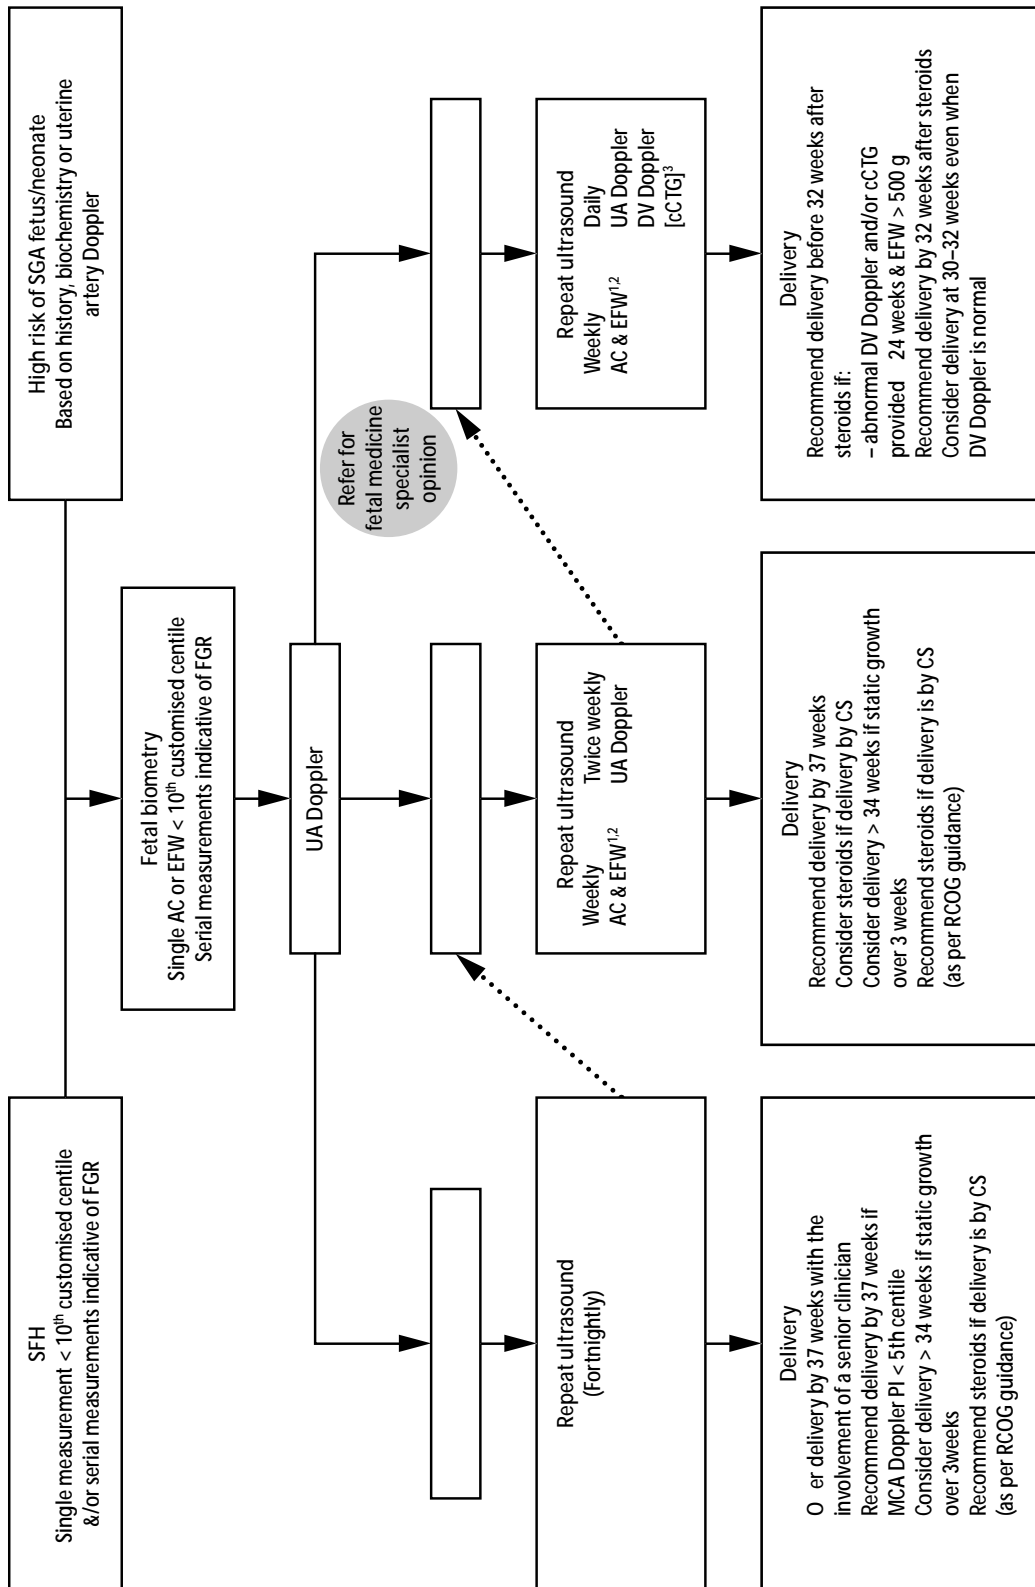 SFH
Single measurement < 10th customised centile
&/or serial measurements indicative of FGR
High risk of SGA fetus/neonate
Based on history, biochemistry or uterine
artery Doppler
Fetal biometry
Single AC or EFW < 10th customised centile
Serial measurements indicative of FGR
UA Doppler
Refer for
fetal medicine
specialist
opinion
Repeat ultrasound
(Fortnightly)
Repeat ultrasound
Weekly Twice weekly
AC & EFW1,2 UA Doppler
Repeat ultrasound
Weekly Daily
AC & EFW1,2 UA Doppler
DV Doppler
[cCTG]3
Delivery
O er delivery by 37 weeks with the
involvement of a senior clinician
Recommend delivery by 37 weeks if
MCA Doppler PI < 5th centile
Consider delivery > 34 weeks if static growth
over 3weeks
Recommend steroids if delivery is by CS
(as per RCOG guidance)
Delivery
Recommend delivery by 37 weeks
Consider steroids if delivery by CS
Consider delivery > 34 weeks if static growth
over 3 weeks
Recommend steroids if delivery is by CS
(as per RCOG guidance)
Delivery
Recommend delivery before 32 weeks after
steroids if:
– abnormal DV Doppler and/or cCTG
provided 24 weeks & EFW > 500 g
Recommend delivery by 32 weeks after steroids
Consider delivery at 30–32 weeks even when
DV Doppler is normal